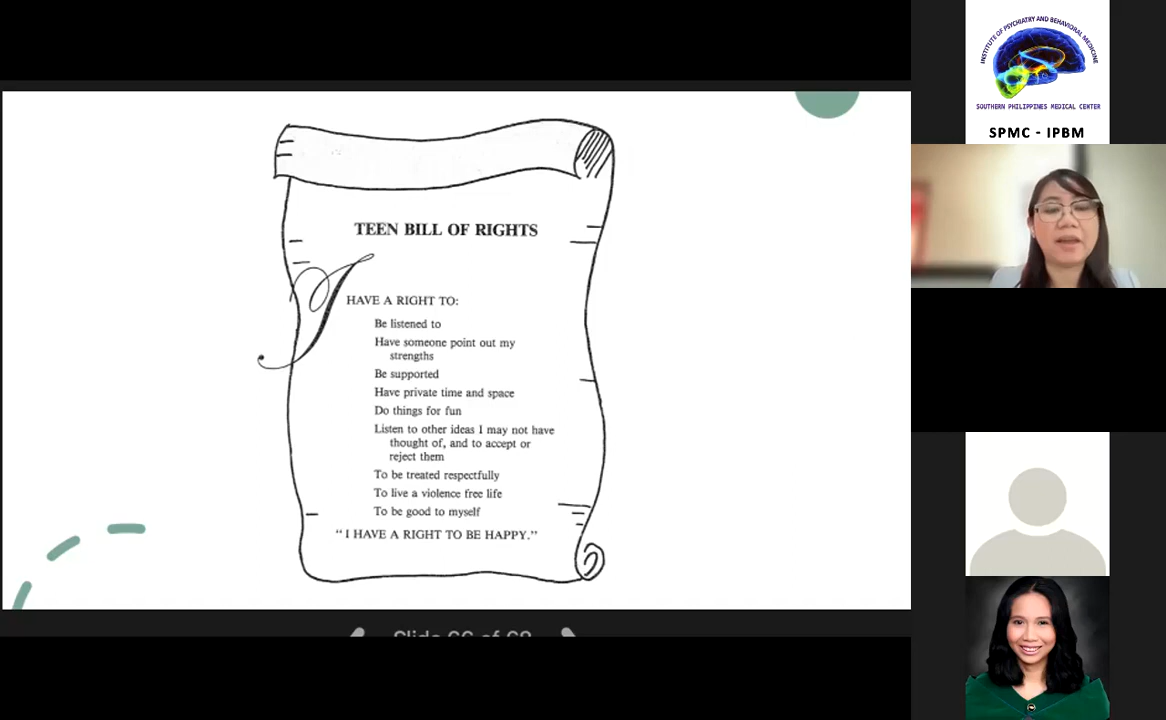 TEEN BILL OF RIGHTS
I HAVE A RIGHT TO:
Be listened to
Have someone point out my
strengths
Be supported
Have private time and space
Do things for fun
Listen to other ideas I may not have
thought of, and to accept or
reject them
To be treated respectfully
To live a violence free life
To be good to myself
"I HAVE A RIGHT TO BE HAPPY."
Slide 66 of 68
INSTITUTE OF PSYCHIATRY AND BEHAVIORAL MEDICINE
SOUTHERN PHILIPPINES MEDICAL CENTER
SPMC - IPBM